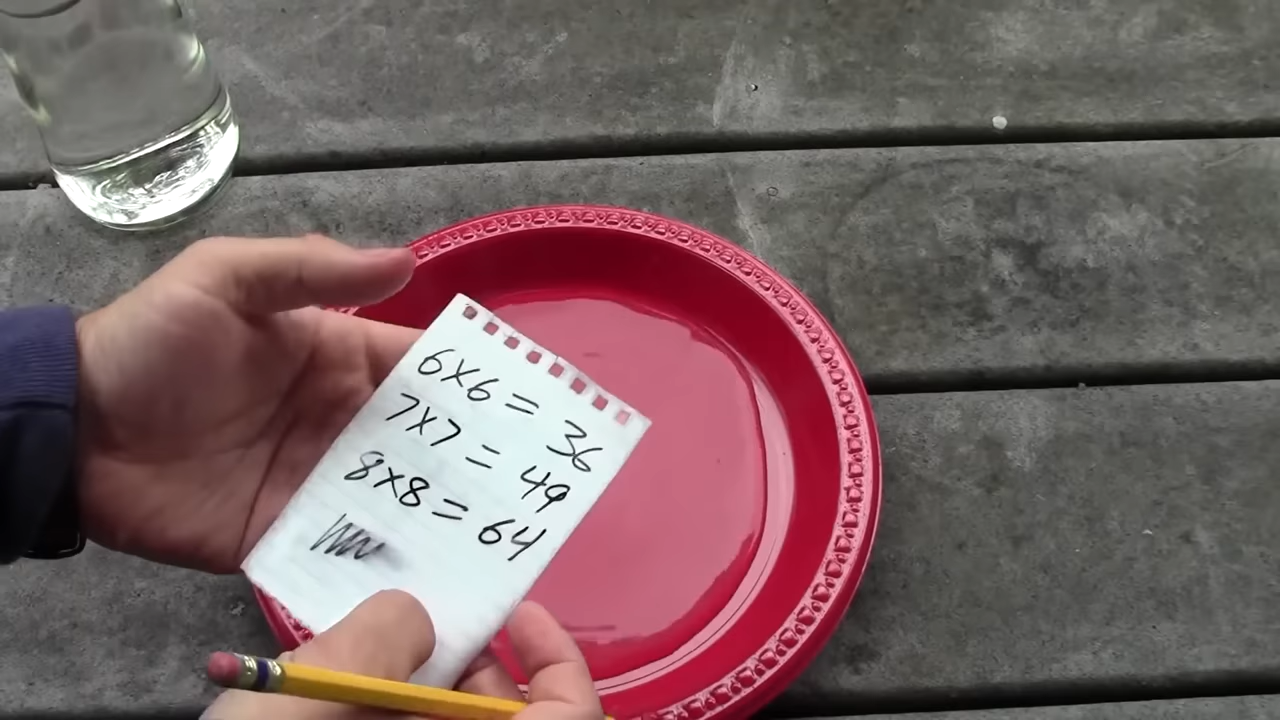 6x6 = 36
7x7 = 49
8x8 = 64